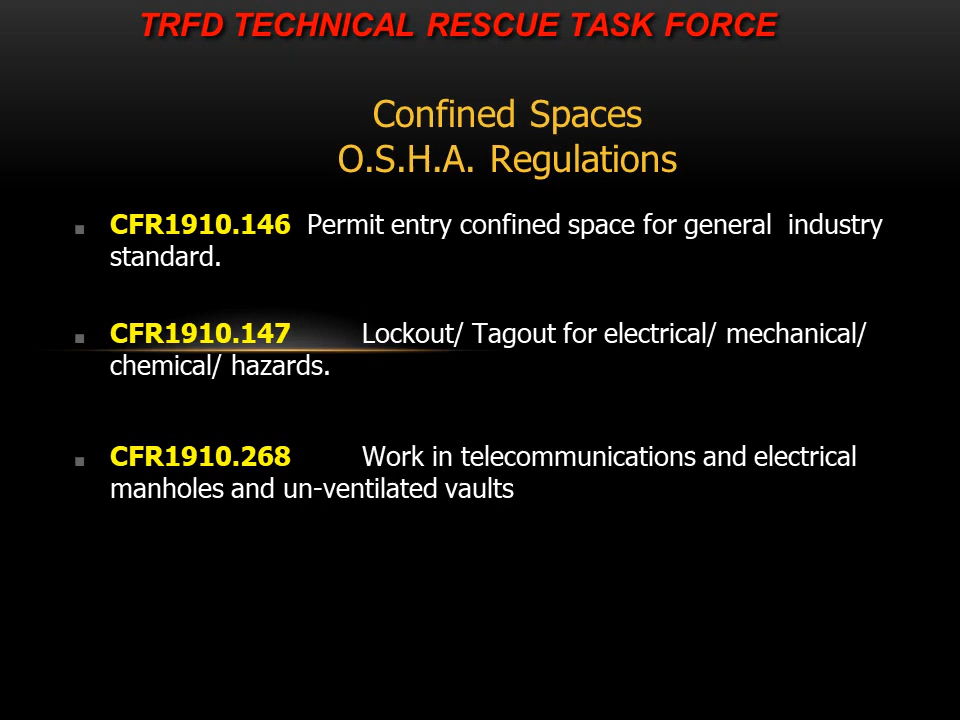 TRFD TECHNICAL RESCUE TASK FORCE
Confined Spaces
O.S.H.A. Regulations
CFR1910.146 Permit entry confined space for general industry
standard.
CFR1910.147 Lockout/ Tagout for electrical/ mechanical/
chemical/ hazards.
CFR1910.268 Work in telecommunications and electrical
manholes and un-ventilated vaults